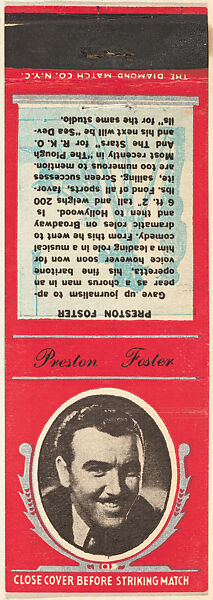 THE DIAMOND MATCH CO. N.Y.C.
PRESTON FOSTER
Gave up journalism to ap-
pear as a chorus man in an
operetta, his fine baritone
voice however soon won for
him a leading role in a musical
comedy. From this he went to
dramatic roles on Broadway
and then to Hollywood. Is
6 ft. 2" tall and weighs 200
lbs. Fond of all sports, favor-
ite, sailing. Screen successes
are too numerous to mention.
Most recently in "The Plough
And The Stars" for R. K. O.
and his next will be "Sea Dev-
ils" for the same studio.
Preston Foster
CLOSE COVER BEFORE STRIKING MATCH